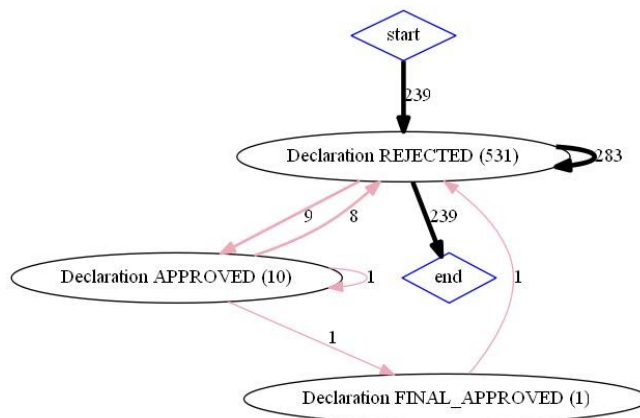 start
239
Declaration REJECTED (531)
283
9
8
239
Declaration APPROVED (10)
1
end
1
1
Declaration FINAL_APPROVED (1)